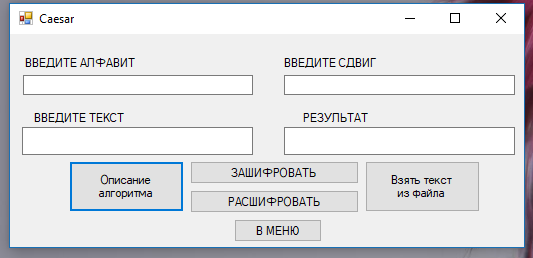 Caesar
ВВЕДИТЕ АЛФАВИТ
ВВЕДИТЕ СДВИГ
ВВЕДИТЕ ТЕКСТ
РЕЗУЛЬТАТ
Описание
алгоритма
ЗАШИФРОВАТЬ
РАСШИФРОВАТЬ
Взять текст
из файла
В МЕНЮ